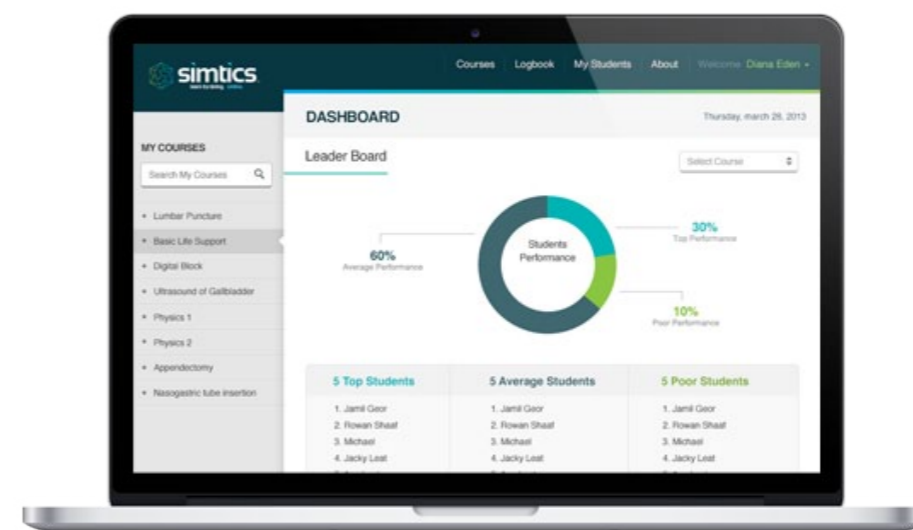 simtics
Courses Logbook My Students About Welcome Diana Eden
DASHBOARD
Thursday, march 28, 2013
MY COURSES
Search My Courses
Leader Board
Select Course
Lumbar Puncture
Basic Life Support
Digital Block
Ultrasound of Gallbladder
Physics 1
Physics 2
Appendectomy
Nasogastric tube insertion
Students
Performance
60%
Average Performance
30%
Top Performance
10%
Poor Performance
5 Top Students
1. Jamil Geor
2. Rowan Shaaf
3. Michael
4. Jacky Leat
5 Average Students
1. Jamil Geor
2. Rowan Shaaf
3. Michael
4. Jacky Leat
5 Poor Students
1. Jamil Geor
2. Rowan Shaaf
3. Michael
4. Jacky Leat